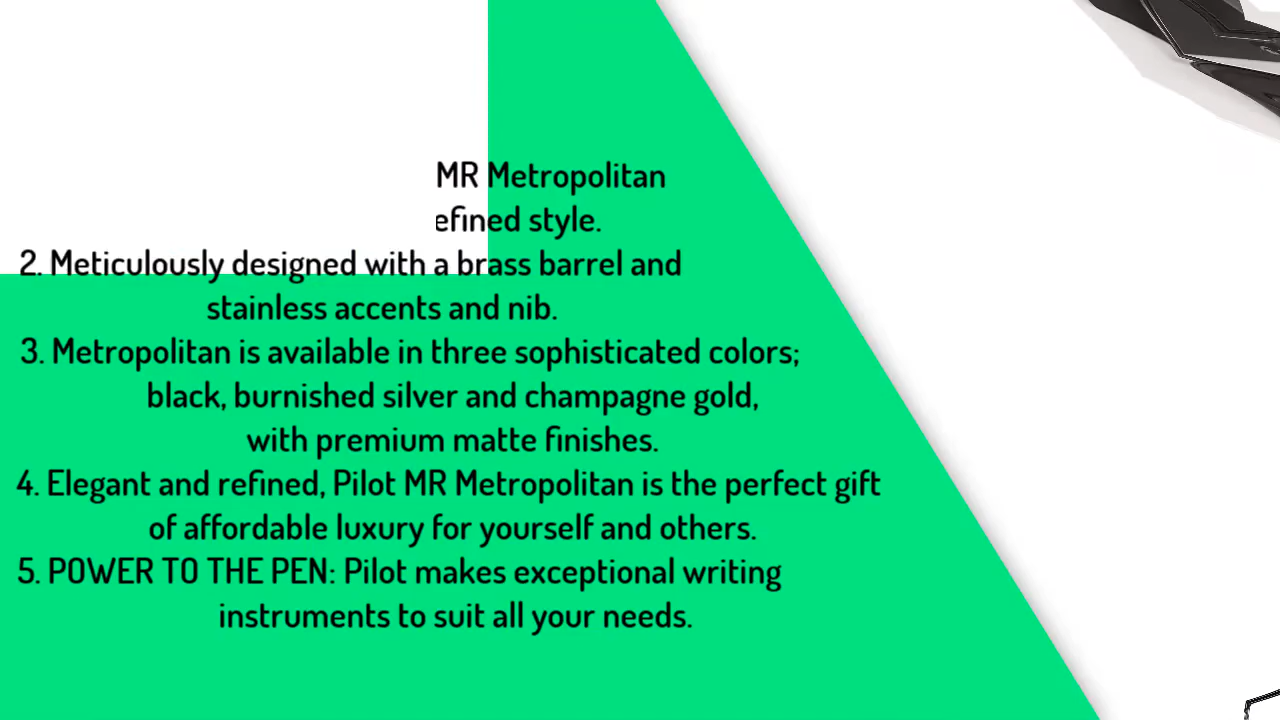 MR Metropolitan
efined style.
2. Meticulously designed with a brass barrel and
stainless accents and nib.
3. Metropolitan is available in three sophisticated colors;
black, burnished silver and champagne gold,
with premium matte finishes.
4. Elegant and refined, Pilot MR Metropolitan is the perfect gift
of affordable luxury for yourself and others.
5. POWER TO THE PEN: Pilot makes exceptional writing
instruments to suit all your needs.